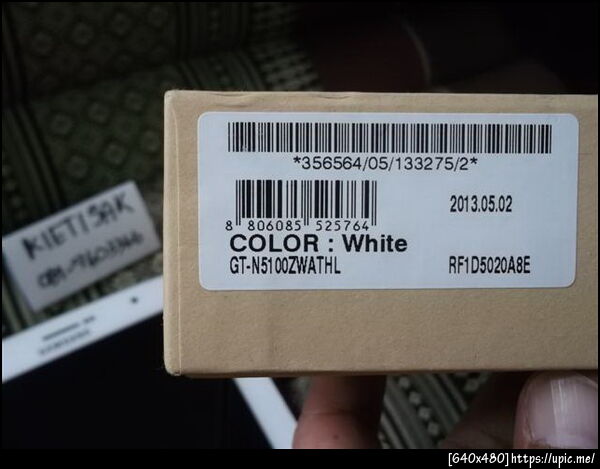 *356564/05/133275/2*
8 806085 525764
2013.05.02
COLOR : White
GT-N5100ZWATHL
RF1D5020A8E
KIETISAK
SAMSUNG
[640x480]https://upic.me/